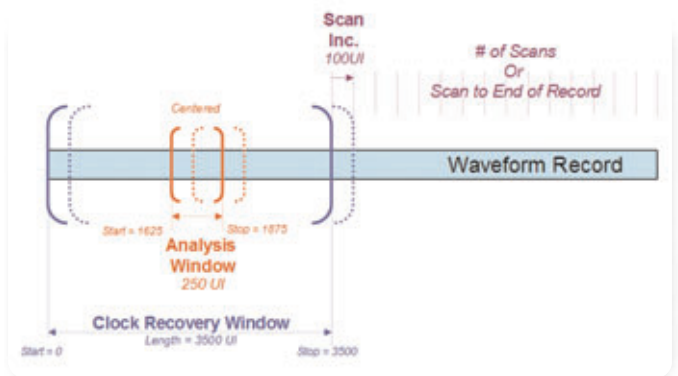 Scan
Inc.
100UI
# of Scans
Or
Scan to End of Record
Centered
Waveform Record
Start = 1625
Stop = 1875
Analysis
Window
250 UI
Clock Recovery Window
Length = 3500 UI
Start = 0
Stop = 3500